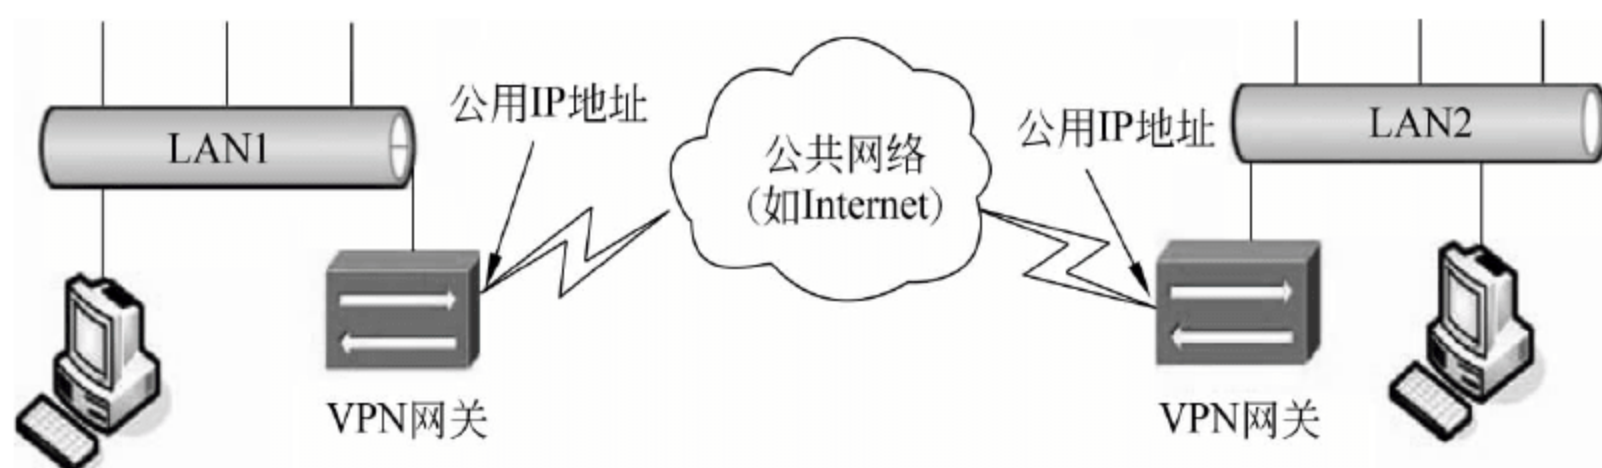 LAN1
公用IP地址
公共网络
(如Internet)
公用IP地址
LAN2
VPN网关
VPN网关